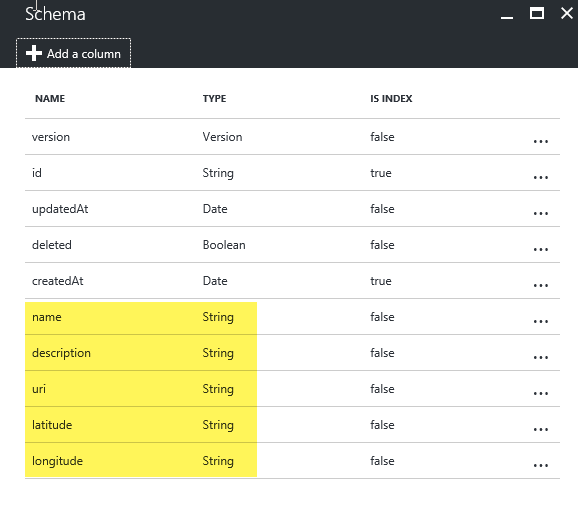 Schema
Add a column
NAME TYPE IS INDEX
version Version false ...
id String true ...
updatedAt Date false ...
deleted Boolean false ...
createdAt Date true ...
name String false ...
description String false ...
uri String false ...
latitude String false ...
longitude String false ...